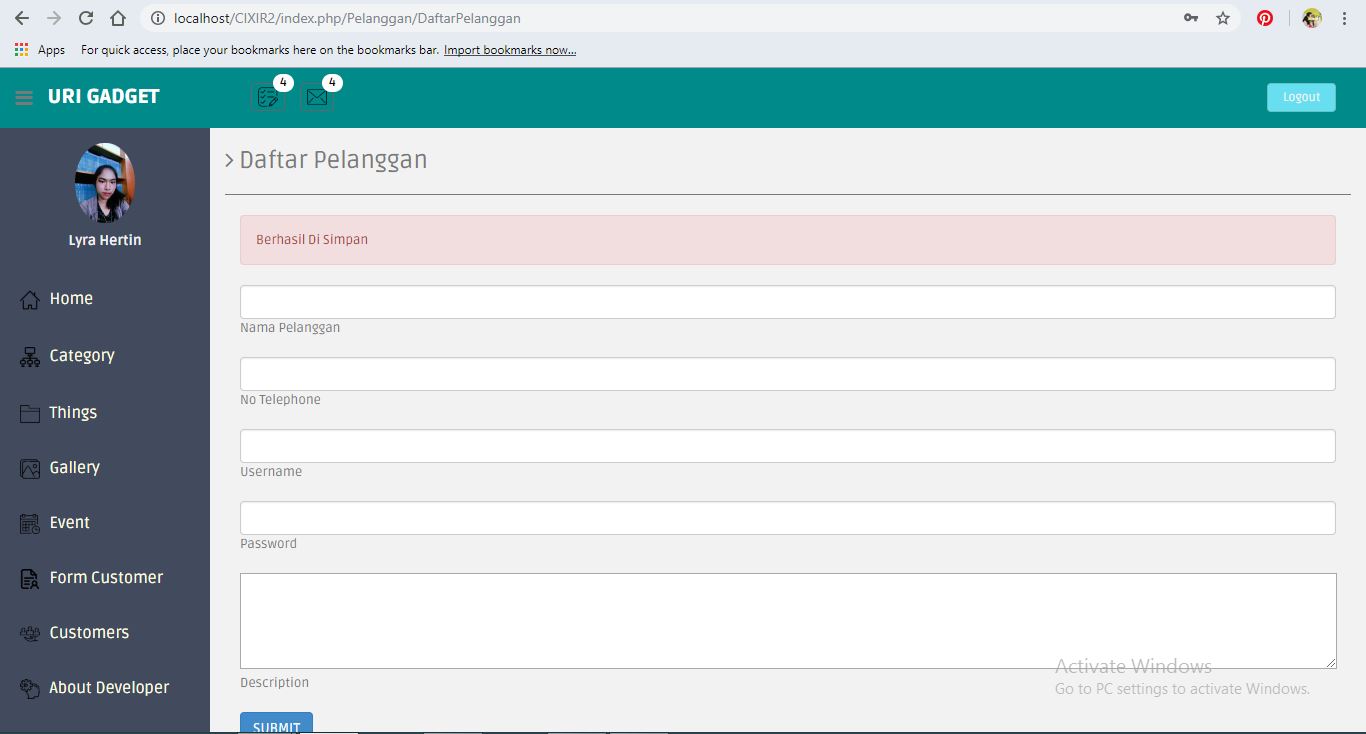 localhost/CIXIR2/index.php/Pelanggan/DaftarPelanggan
Apps For quick access, place your bookmarks here on the bookmarks bar. Import bookmarks now...
URI GADGET 4 4 Logout
> Daftar Pelanggan
Lyra Hertin
Berhasil Di Simpan
Home
Nama Pelanggan
Category
No Telephone
Things
Gallery
Username
Event
Password
Form Customer
Customers
Activate Windows
Description
Go to PC settings to activate Windows.
About Developer
SUBMIT